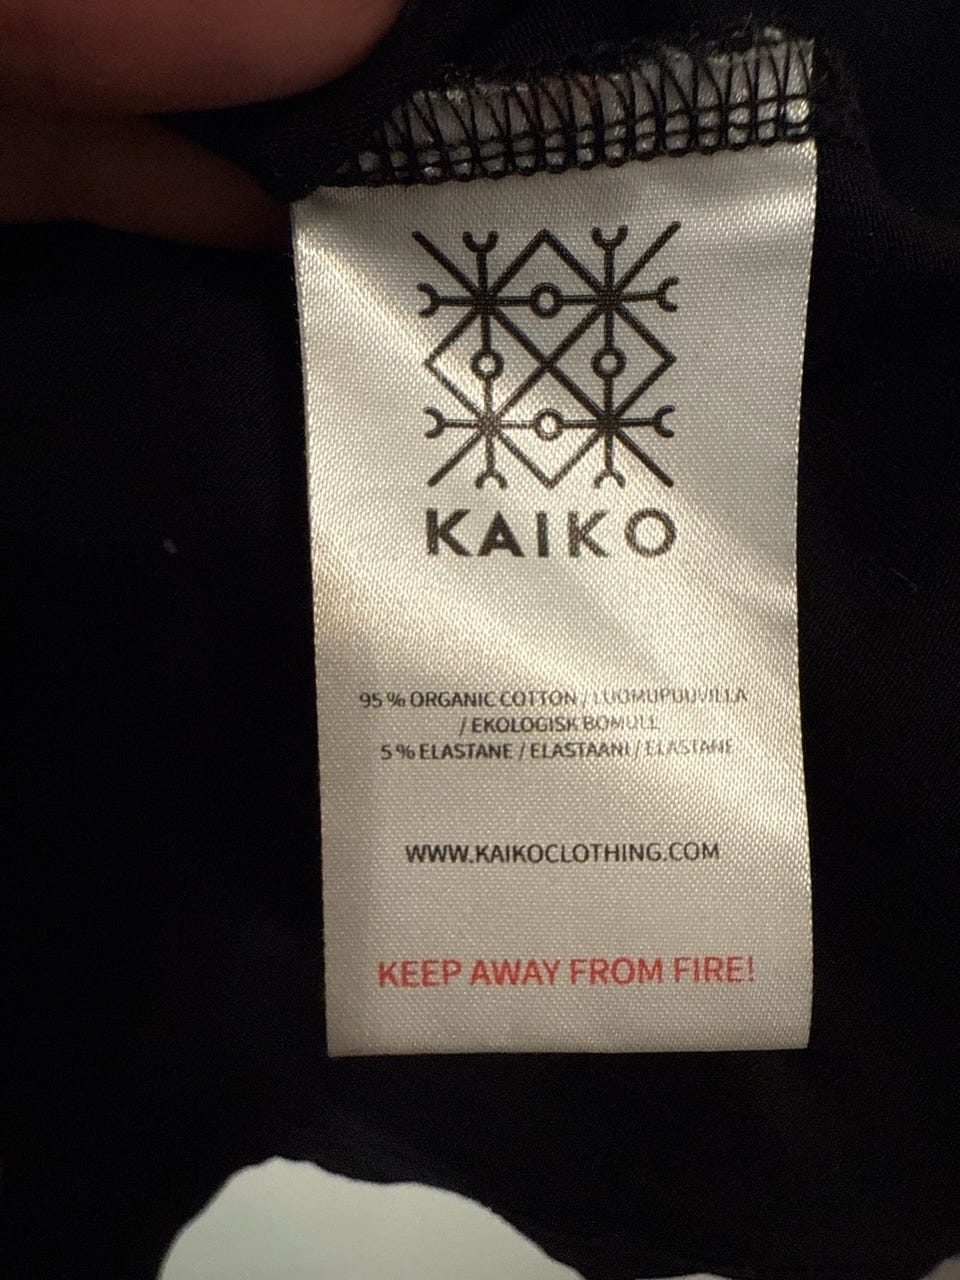 KAIKO
95 % ORGANIC COTTON / LUOMUPUUVILLA
/ EKOLOGISK BOMULL
5 % ELASTANE / ELASTAANI / ELASTANE
WWW.KAIKOCLOTHING.COM
KEEP AWAY FROM FIRE!